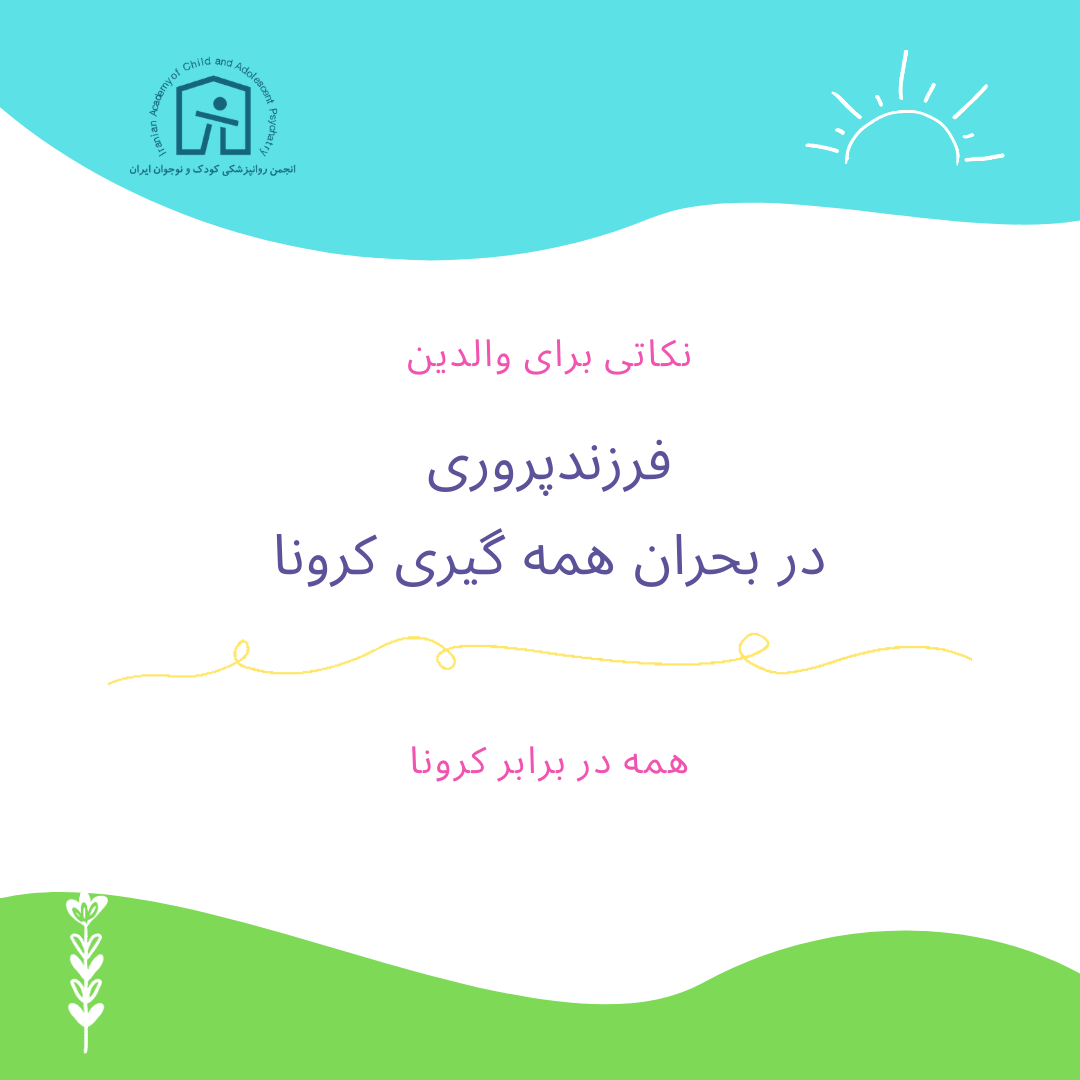 Iranian Academy of Child and Adolescent Psychiatry
انجمن روانپزشکی کودک و نوجوان ایران
نکاتی برای والدین
فرزندپروری
در بحران همه گیری کرونا
همه در برابر کرونا